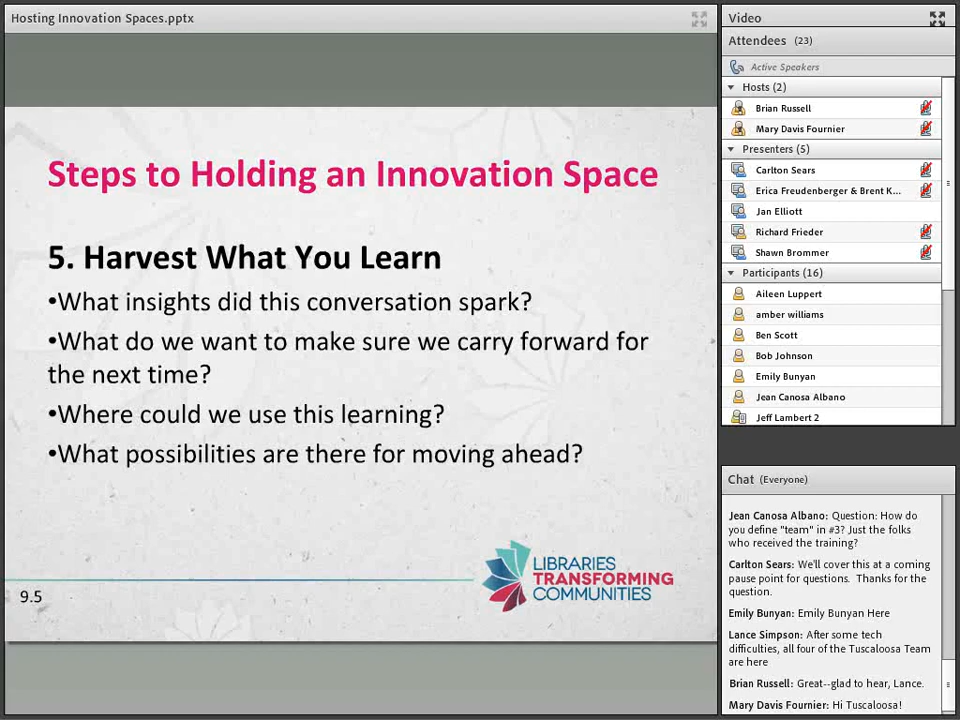 Hosting Innovation Spaces.pptx
Steps to Holding an Innovation Space
5. Harvest What You Learn
•What insights did this conversation spark?
•What do we want to make sure we carry forward for
the next time?
•Where could we use this learning?
•What possibilities are there for moving ahead?
LIBRARIES
TRANSFORMING
COMMUNITIES
9.5
Video
Attendees (23)
Active Speakers
Hosts (2)
Brian Russell
Mary Davis Fournier
Presenters (5)
Carlton Sears
Erica Freudenberger & Brent K...
Jan Elliott
Richard Frieder
Shawn Brommer
Participants (16)
Aileen Luppert
amber williams
Ben Scott
Bob Johnson
Emily Bunyan
Jean Canosa Albano
Jeff Lambert 2
Chat (Everyone)
Jean Canosa Albano: Question: How do
you define "team" in #3? Just the folks
who received the training?
Carlton Sears: We'll cover this at a coming
pause point for questions. Thanks for the
question.
Emily Bunyan: Emily Bunyan Here
Lance Simpson: After some tech
difficulties, all four of the Tuscaloosa Team
are here
Brian Russell: Great--glad to hear, Lance.
Mary Davis Fournier: Hi Tuscaloosa!